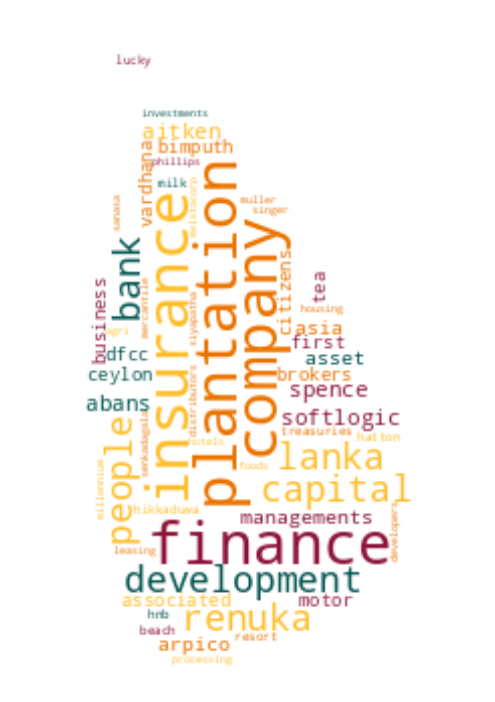 lucky
investments
aitken
bimputh
phillips
milk
vardhana
melstacorp
sanasa
muller
singer
plantation
insurance
company
bank
citizens
tea
business
mercantile
siyapatha
housing
agri
asia
first
dfcc
asset
ceylon
brokers
distributors
spence
abans
softlogic
people
senkadagala
treasuries
hatton
hotels
lanka
foods
millennium
capital
hikkaduwa
managements
developers
finance
leasing
development
associated
motor
hnb
renuka
beach
resort
arpico
processing